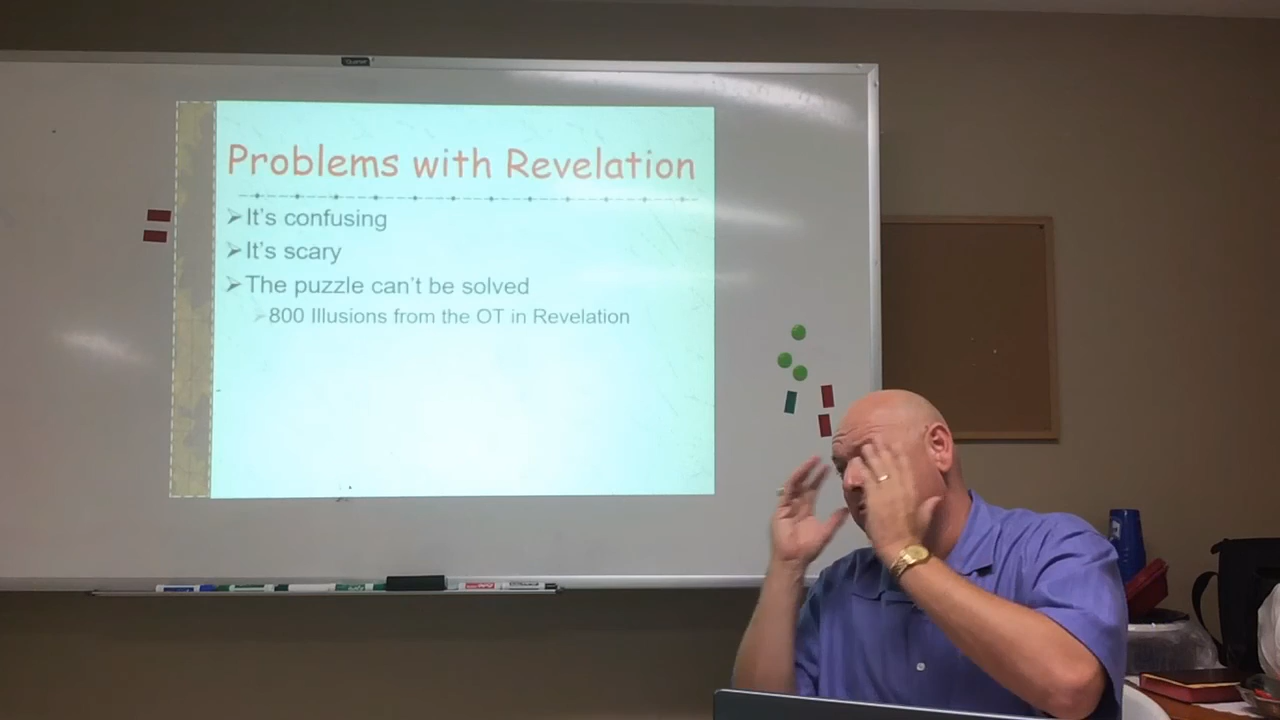 Problems with Revelation
It's confusing
It's scary
The puzzle can't be solved
800 Illusions from the OT in Revelation